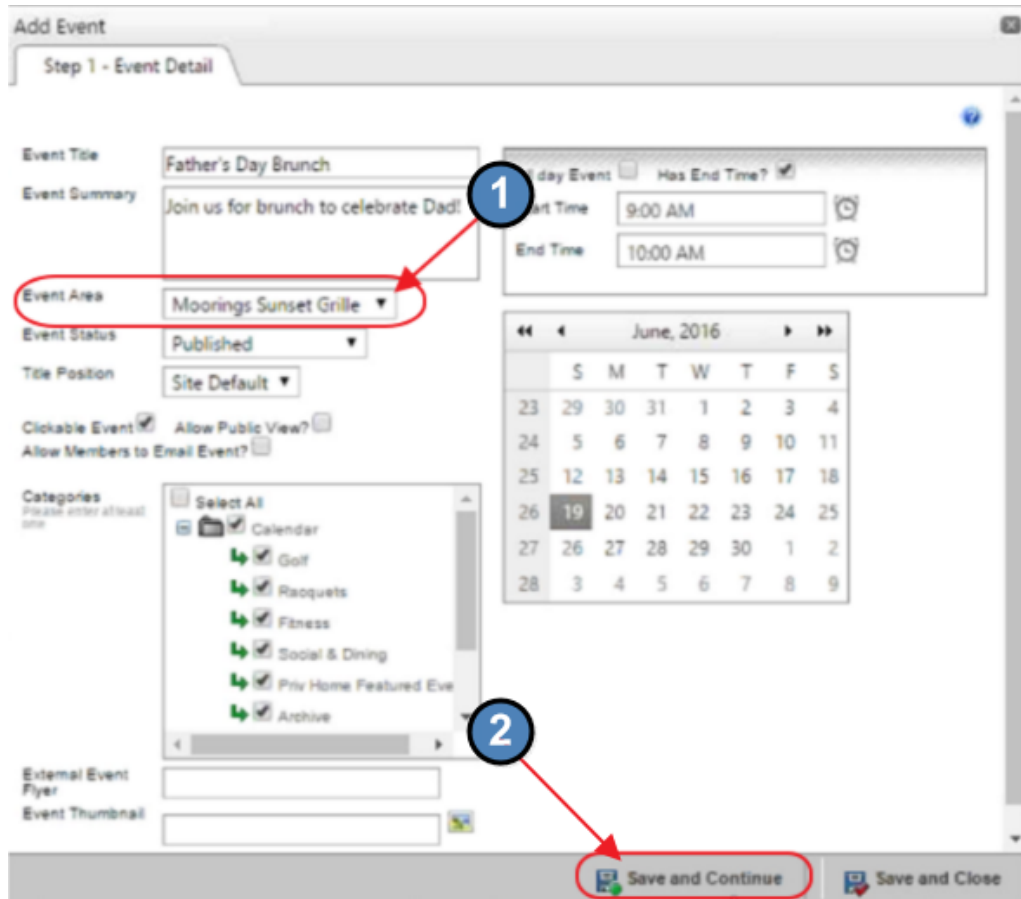 Add Event
Step 1 - Event Detail
Event Title
Father's Day Brunch
Event Summary
Join us for brunch to celebrate Dad!
1
day Event
Has End Time?
Time
9:00 AM
End Time
10:00 AM
Event Area
Moorings Sunset Grille
Event Status
Published
Title Position
Site Default
Clickable Event
Allow Public View?
Allow Members to Email Event?
June, 2016
S M T W T F S
23 29 30 31 1 2 3 4
24 5 6 7 8 9 10 11
25 12 13 14 15 16 17 18
26 19 20 21 22 23 24 25
27 26 27 28 29 30 1 2
28 3 4 5 6 7 8 9
Categories
Please enter atleast
one
Select All
Calendar
Golf
Racquets
Fitness
Social & Dining
Priv Home Featured Eve
Archive
2
External Event
Flyer
Event Thumbnail
Save and Continue
Save and Close